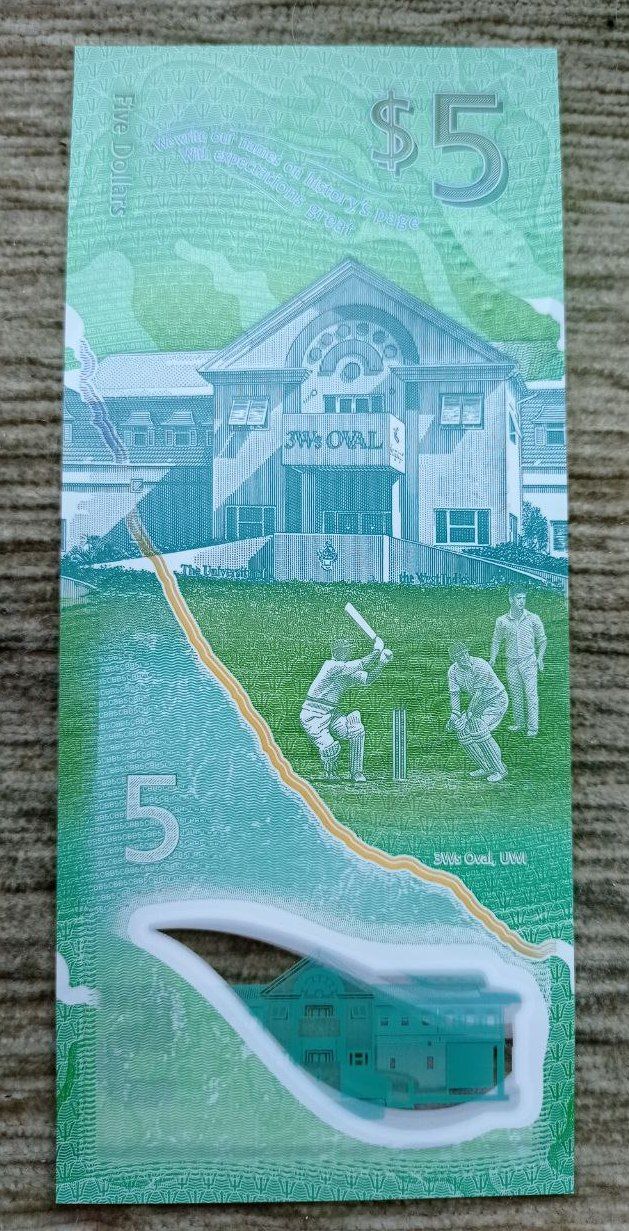 $5
Five Dollars
We write our names on history's page
With expectations great
3Ws OVAL
The University
the West Indies
5
3Ws Oval, UWI